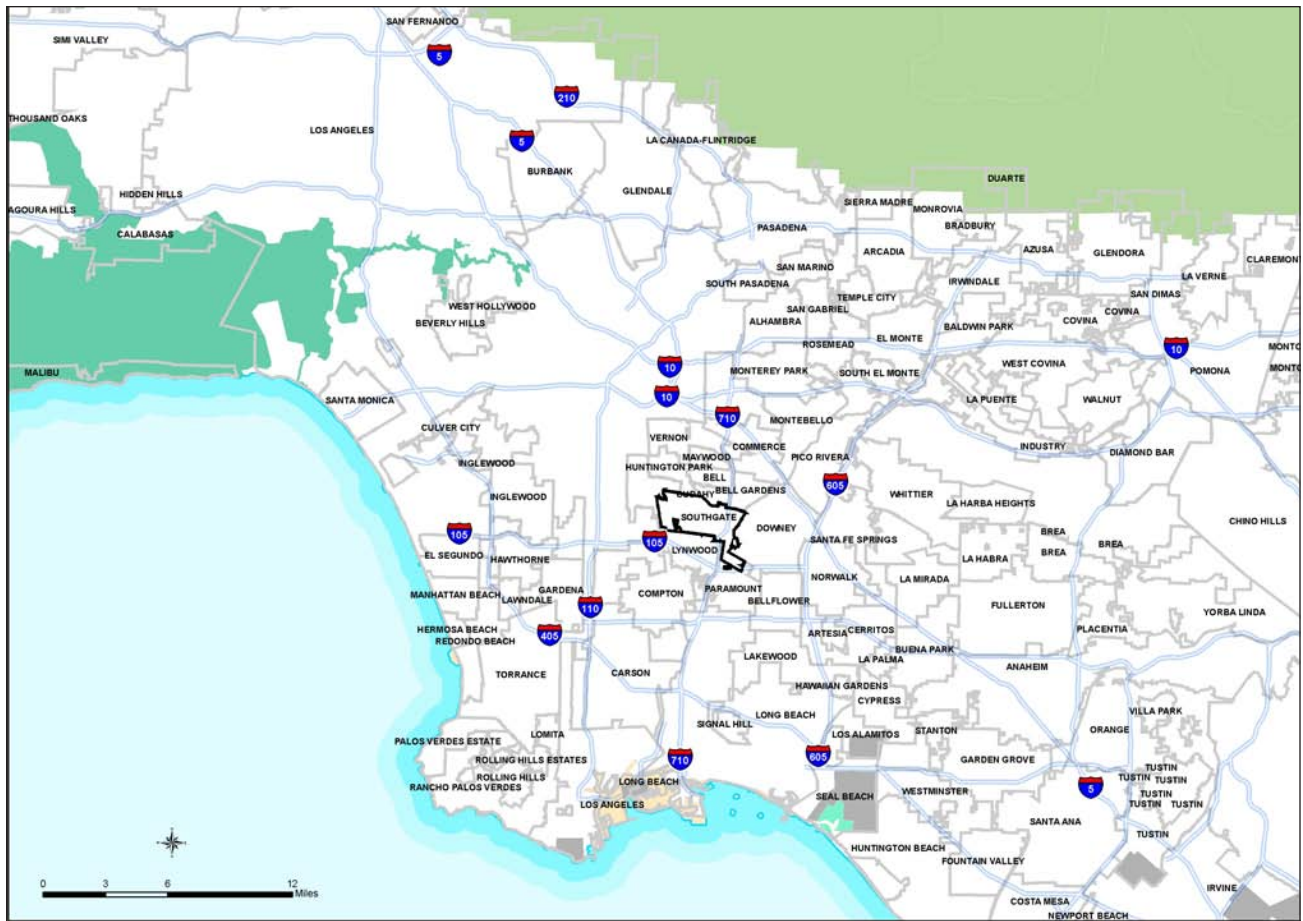 SAN FERNANDO
SIMI VALLEY
5
210
THOUSAND OAKS
LOS ANGELES
5
LA CANADA-FLINTRIDGE
BURBANK
DUARTE
GLENDALE
HIDDEN HILLS
SIERRA MADRE
MONROVIA
AGOURA HILLS
BRADBURY
PASADENA
CALABASAS
ARCADIA
AZUSA
GLENDORA
CLAREMONT
SAN MARINO
LA VERNE
SOUTH PASADENA
IRWINDALE
SAN DIMAS
TEMPLE CITY
WEST HOLLYWOOD
SAN GABRIEL
COVINA
BEVERLY HILLS
ALHAMBRA
COVINA
BALDWIN PARK
EL MONTE
ROSEMEAD
10
MONTC
10
WEST COVINA
MALIBU
MONTEREY PARK
SOUTH EL MONTE
POMONA
MONTC
10
SANTA MONICA
LA PUENTE
WALNUT
710
MONTEBELLO
CULVER CITY
VERNON
COMMERCE
INDUSTRY
DIAMOND BAR
MAYWOOD
PICO RIVERA
INGLEWOOD
HUNTINGTON PARK
BELL
605
BELL GARDENS
CUDAHY
WHITTIER
INGLEWOOD
LA HARBA HEIGHTS
SOUTHGATE
CHINO HILLS
DOWNEY
105
BREA
105
SANTA FE SPRINGS
BREA
LYNWOOD
BREA
EL SEGUNDO
HAWTHORNE
LA HABRA
NORWALK
LA MIRADA
GARDENA
PARAMOUNT
MANHATTAN BEACH
COMPTON
LAWNDALE
BELLFLOWER
FULLERTON
110
YORBA LINDA
HERMOSA BEACH
CERRITOS
PLACENTIA
405
ARTESIA
REDONDO BEACH
BUENA PARK
LAKEWOOD
LA PALMA
ANAHEIM
TORRANCE
CARSON
HAWAIIAN GARDENS
CYPRESS
VILLA PARK
LONG BEACH
SIGNAL HILL
STANTON
ORANGE
LOMITA
LOS ALAMITOS
PALOS VERDES ESTATE
710
605
ROLLING HILLS ESTATES
GARDEN GROVE
TUSTIN
ROLLING HILLS
LONG BEACH
TUSTIN
TUSTIN
RANCHO PALOS VERDES
5
SEAL BEACH
WESTMINSTER
TUSTIN
LOS ANGELES
TUSTIN
TUSTIN
SANTA ANA
TUSTIN
HUNTINGTON BEACH
FOUNTAIN VALLEY
0 3 6 12
Miles
IRVINE
COSTA MESA
NEWPORT BEACH